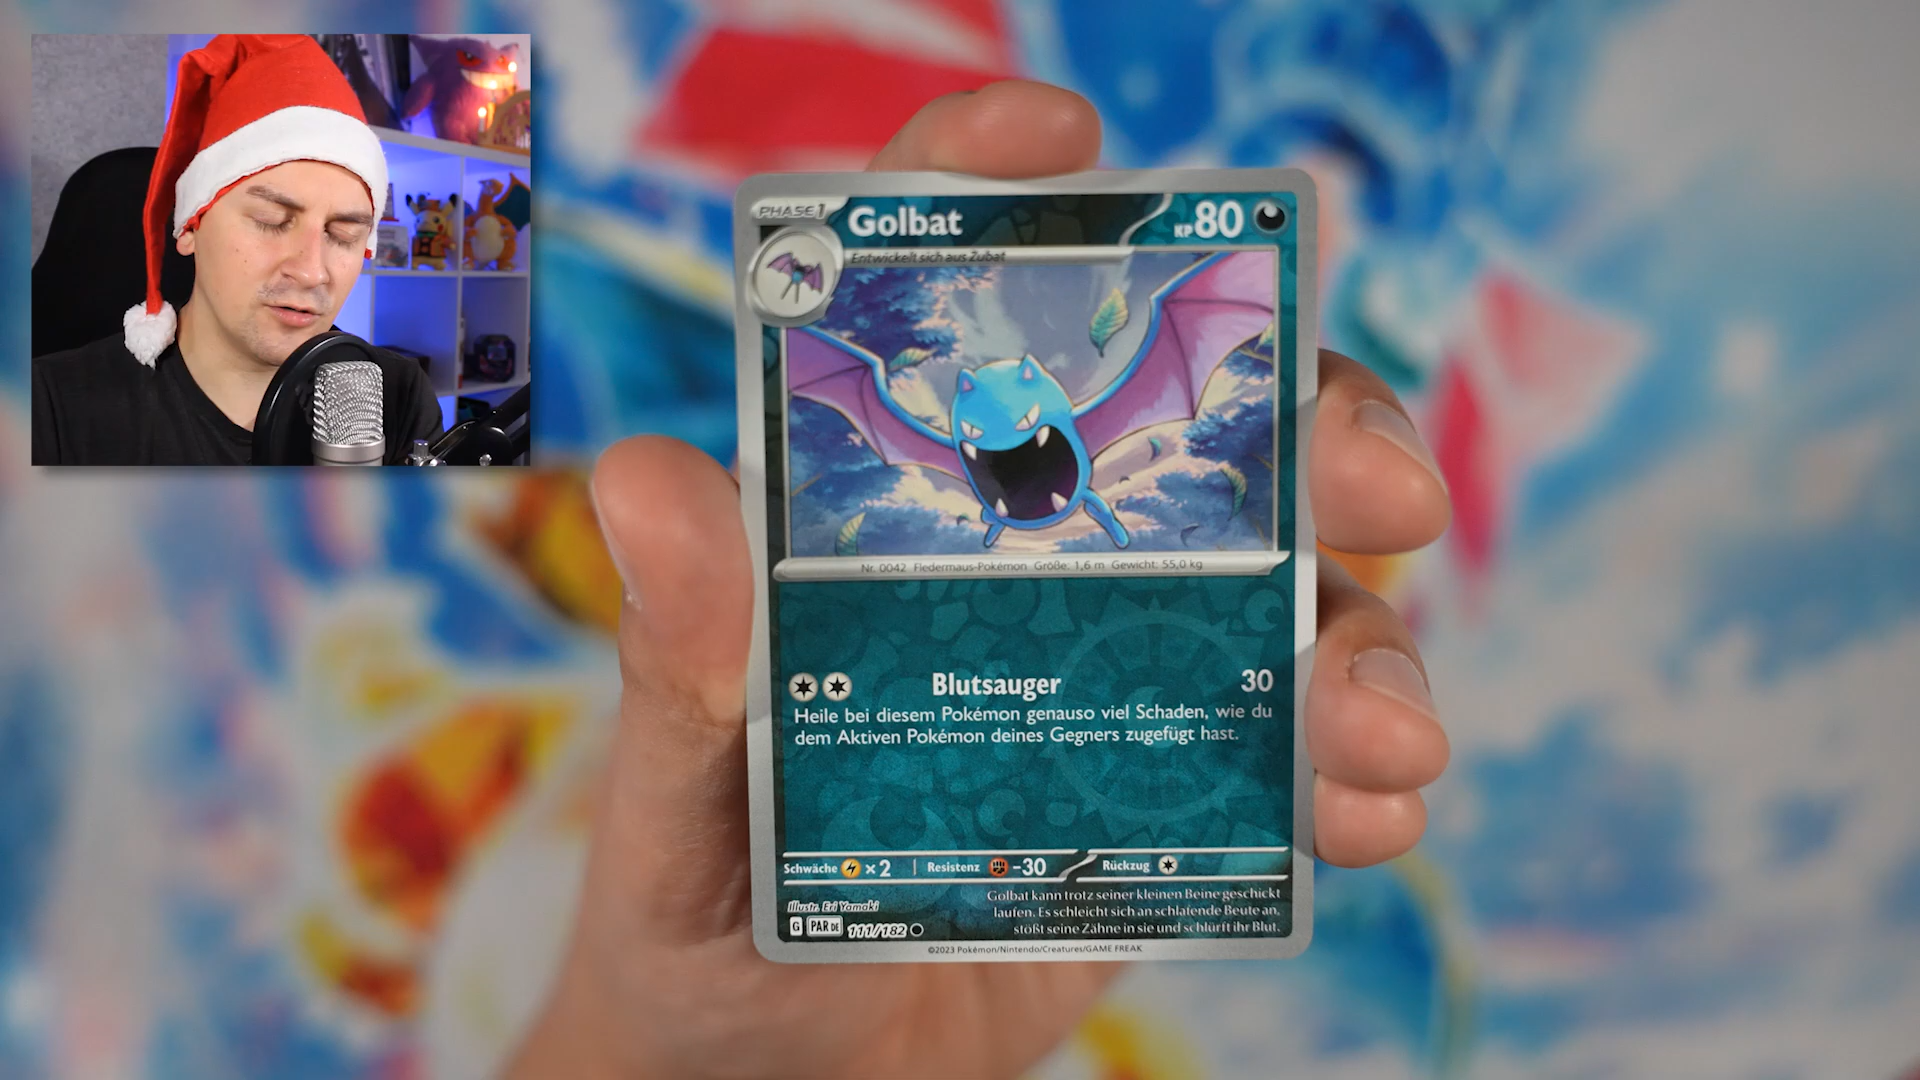 PHASE 1
Golbat
KP 80
Entwickelt sich aus Zubat
Nr. 0042 Fledermaus-Pokémon Größe: 1,6 m Gewicht: 55,0 kg
Blutsauger 30
Heile bei diesem Pokémon genauso viel Schaden, wie du
dem Aktiven Pokémon deines Gegners zugefügt hast.
Schwäche ×2 Resistenz -30 Rückzug
Illustr. Eri Yamaki
G PAR DE 111/182
Golbat kann trotz seiner kleinen Beine geschickt
laufen. Es schleicht sich an schlafende Beute an,
stößt seine Zähne in sie und schlürft ihr Blut.
©2023 Pokémon/Nintendo/Creatures/GAME FREAK